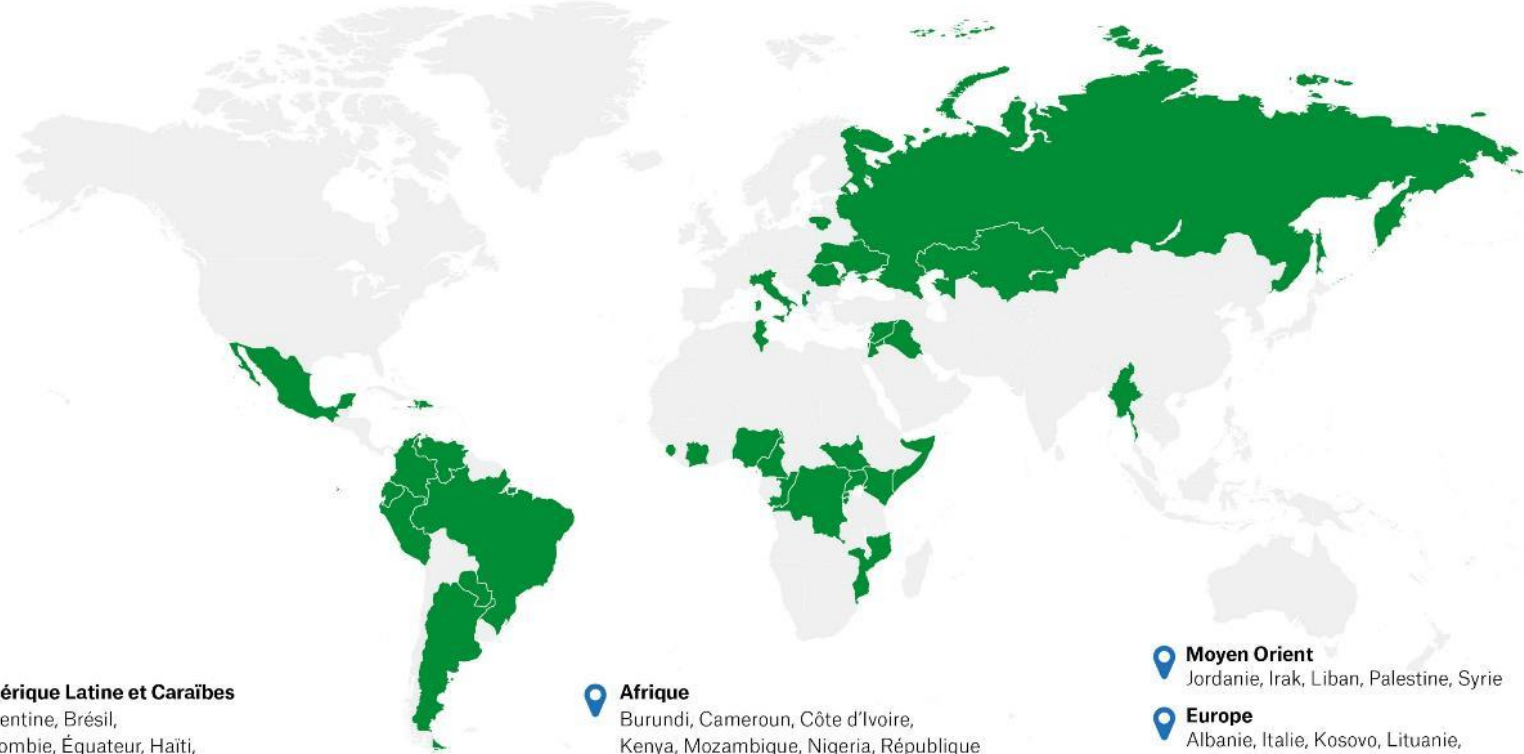 érique Latine et Caraïbes
entine, Brésil,
ombie, Équateur, Haïti,
Afrique
Burundi, Cameroun, Côte d'Ivoire,
Kenya, Mozambique, Nigeria, République
Moyen Orient
Jordanie, Irak, Liban, Palestine, Syrie
Europe
Albanie, Italie, Kosovo, Lituanie,